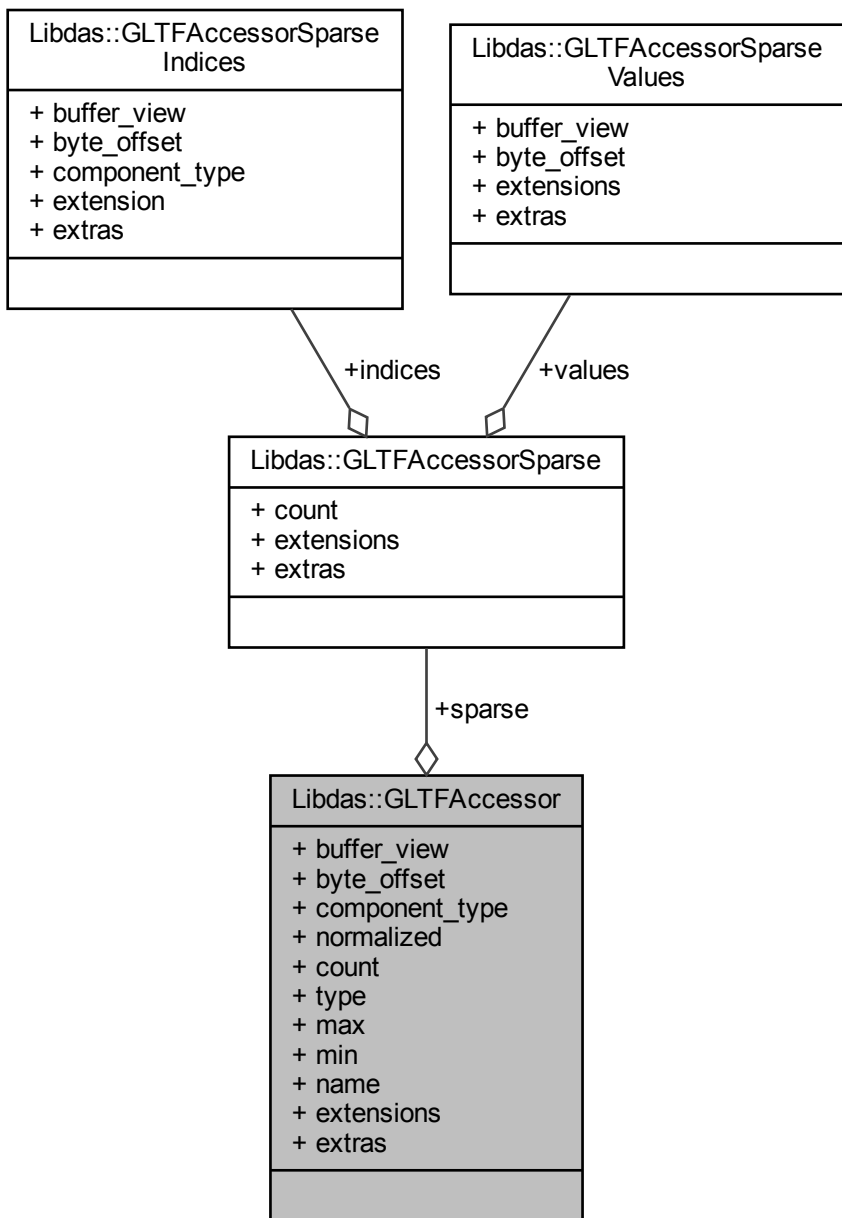 Libdas::GLTFAccessorSparse
Indices
+ buffer_view
+ byte_offset
+ component_type
+ extension
+ extras
Libdas::GLTFAccessorSparse
Values
+ buffer_view
+ byte_offset
+ extensions
+ extras
+indices
+values
Libdas::GLTFAccessorSparse
+ count
+ extensions
+ extras
+sparse
Libdas::GLTFAccessor
+ buffer_view
+ byte_offset
+ component_type
+ normalized
+ count
+ type
+ max
+ min
+ name
+ extensions
+ extras